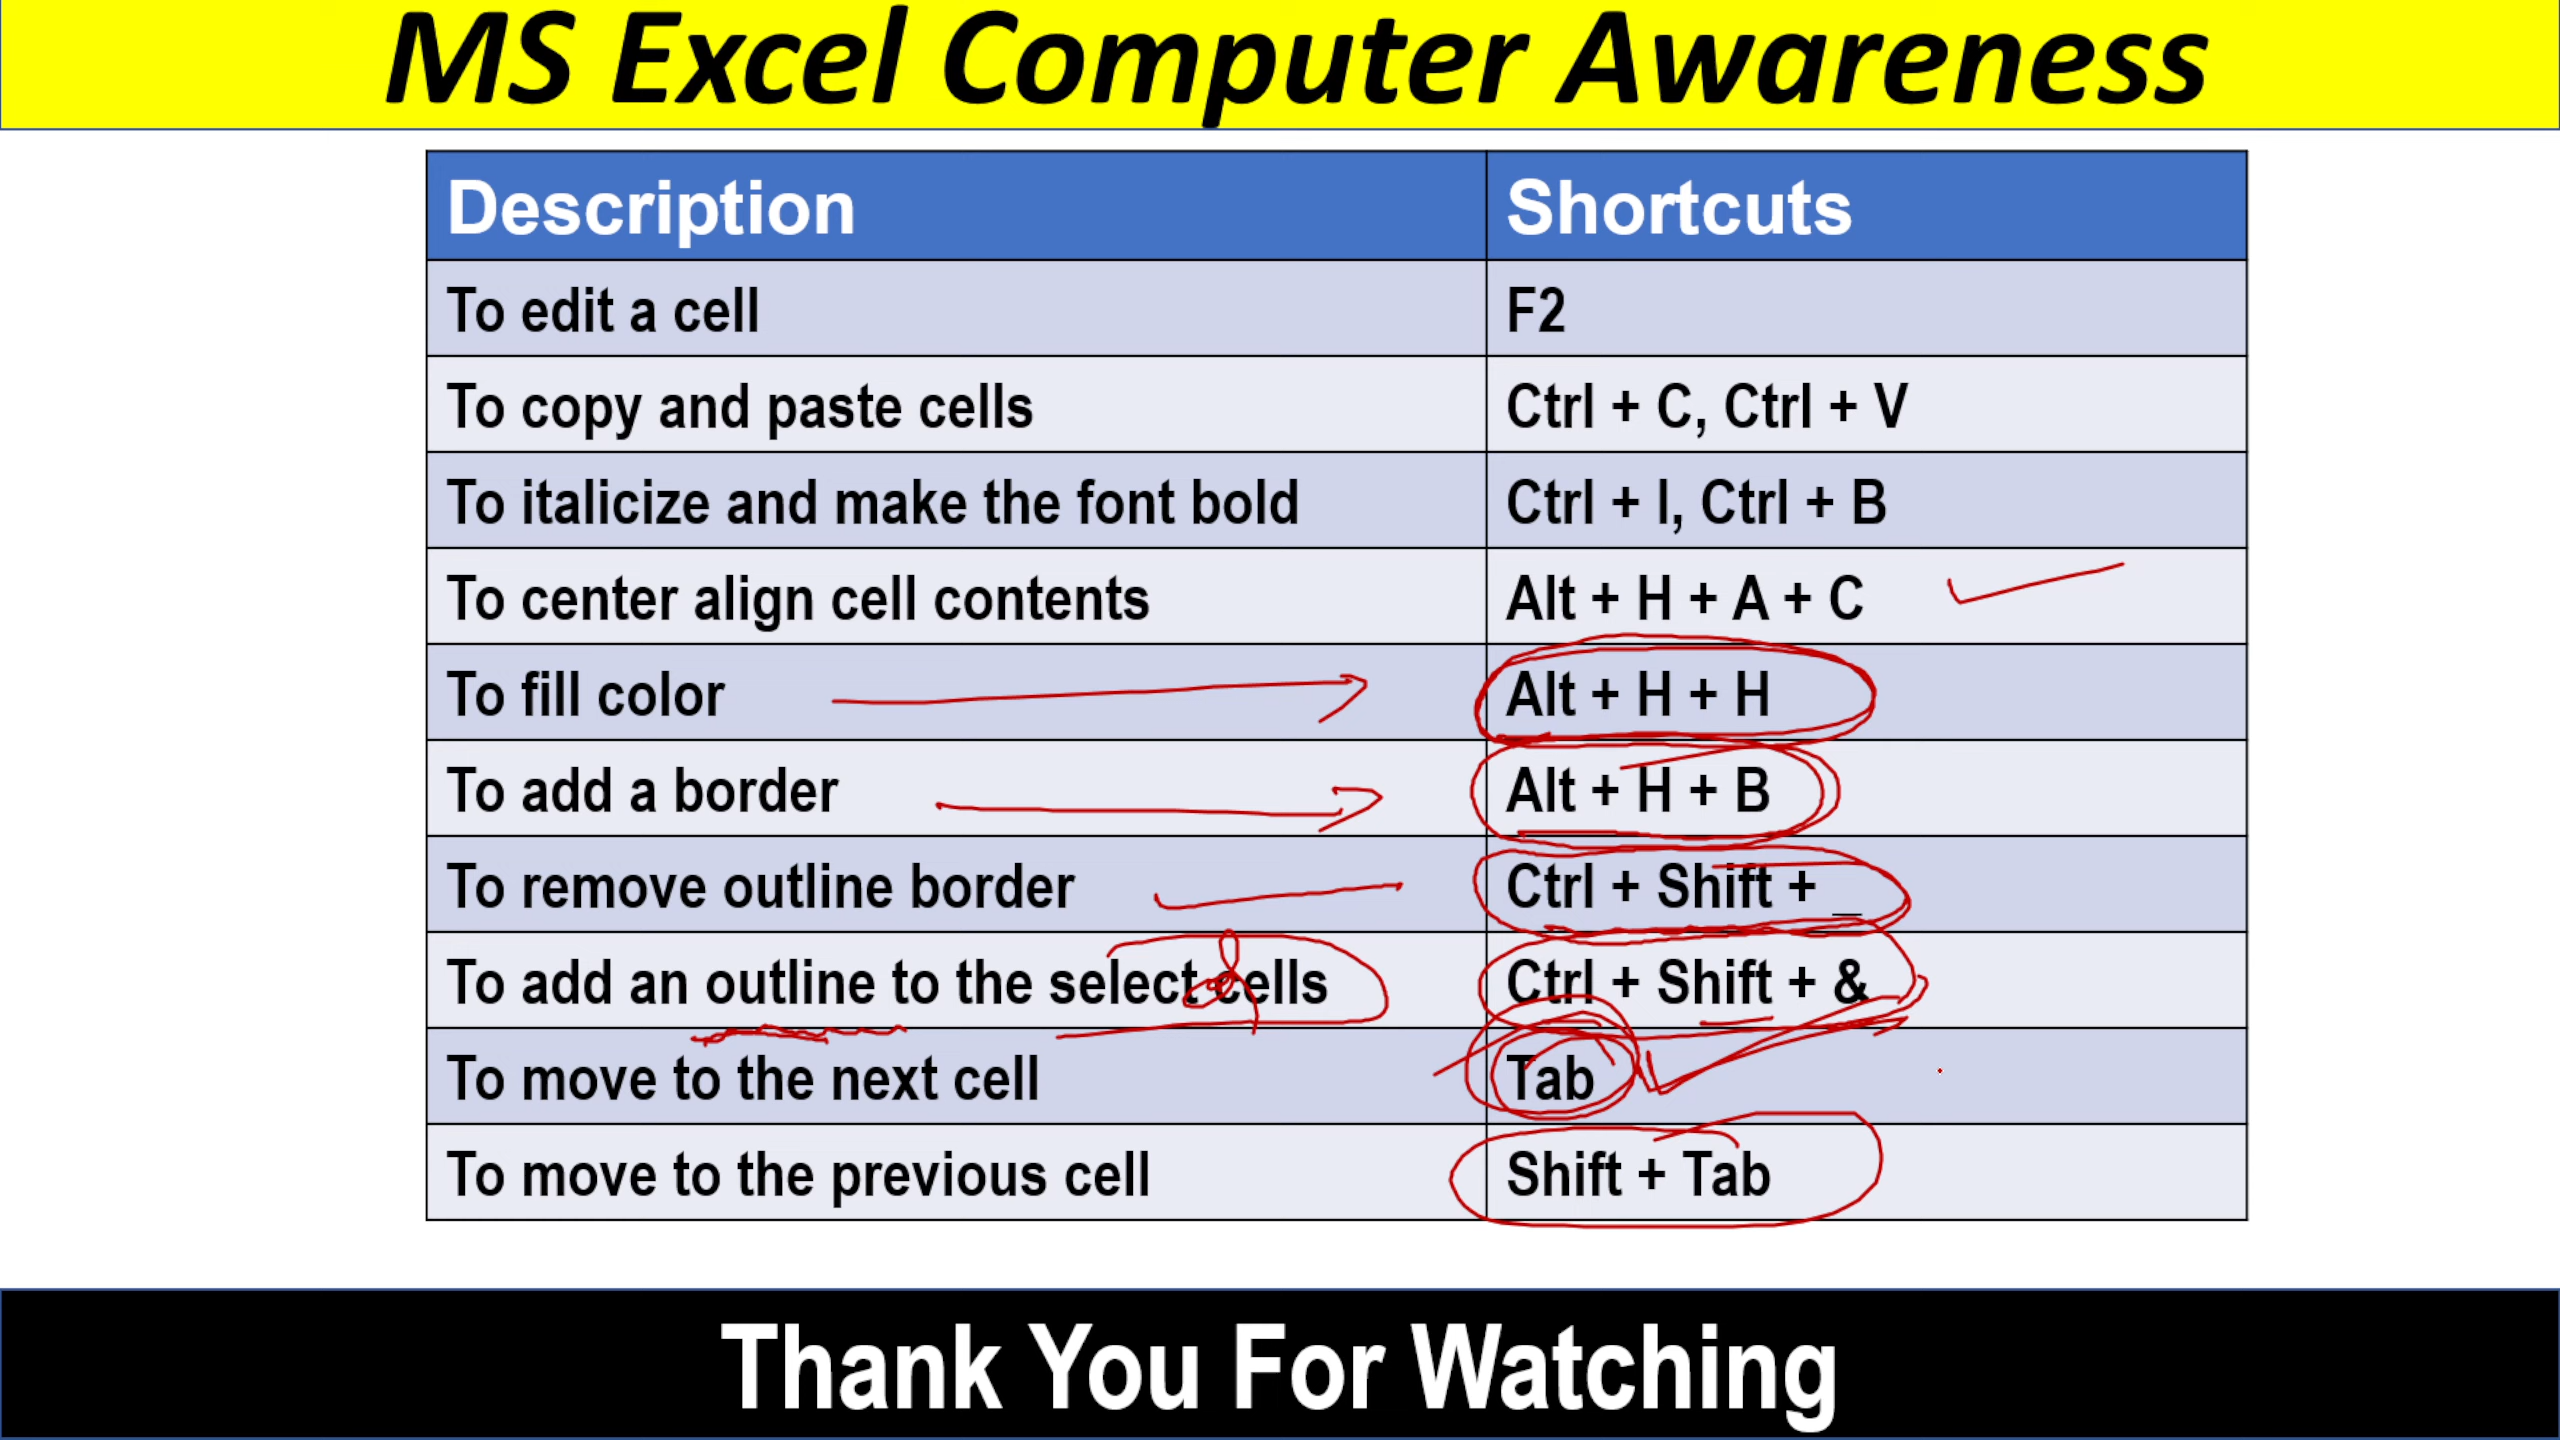 MS Excel Computer Awareness
Description Shortcuts
To edit a cell F2
To copy and paste cells Ctrl + C, Ctrl + V
To italicize and make the font bold Ctrl + I, Ctrl + B
To center align cell contents Alt + H + A + C
To fill color Alt + H + H
To add a border Alt + H + B
To remove outline border Ctrl + Shift + _
To add an outline to the select cells Ctrl + Shift + &
To move to the next cell Tab
To move to the previous cell Shift + Tab
Thank You For Watching